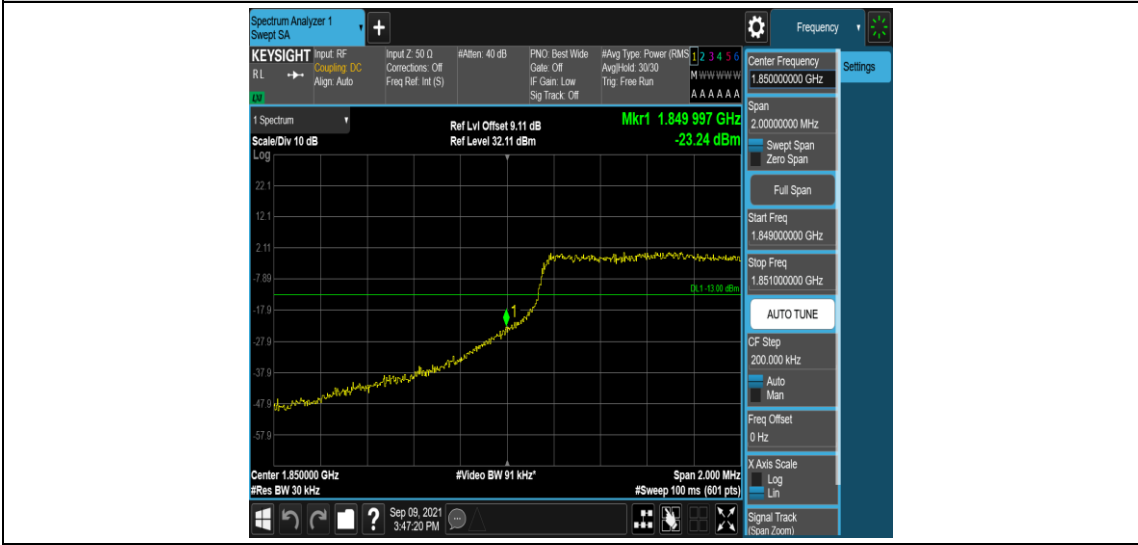 Spectrum Analyzer 1
Swept SA
+
Frequency
KEYSIGHT
RL
Input: RF
Coupling: DC
Align: Auto
Input Z: 50 Ω
Corrections: Off
Freq Ref: Int (S)
#Atten: 40 dB
PNO: Best Wide
Gate: Off
IF Gain: Low
Sig Track: Off
#Avg Type: Power (RMS
Avg|Hold: 30/30
Trig: Free Run
1 2 3 4 5 6
M W W W W W
A A A A A A
1 Spectrum
Scale/Div 10 dB
Log
Ref Lvl Offset 9.11 dB
Ref Level 32.11 dBm
Mkr1 1.849 997 GHz
-23.24 dBm
22.1
12.1
2.11
-7.89
-17.9
-27.9
-37.9
-47.9
-57.9
DL1 -13.00 dBm
1
Center 1.850000 GHz
#Res BW 30 kHz
#Video BW 91 kHz*
Span 2.000 MHz
#Sweep 100 ms (601 pts)
Center Frequency
1.850000000 GHz
Settings
Span
2.00000000 MHz
Swept Span
Zero Span
Full Span
Start Freq
1.849000000 GHz
Stop Freq
1.851000000 GHz
AUTO TUNE
CF Step
200.000 kHz
Auto
Man
Freq Offset
0 Hz
X Axis Scale
Log
Lin
Signal Track
(Span Zoom)
?
Sep 09, 2021
3:47:20 PM